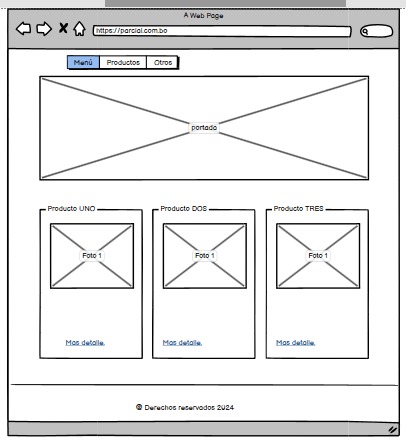 A Web Page
https://parcial.com.bo
Menú Productos Otros
portada
Producto UNO Producto DOS Producto TRES
Foto 1 Foto 1 Foto 1
Mas detalle. Mas detalle. Mas detalle.
@ Derechos reservados 2024